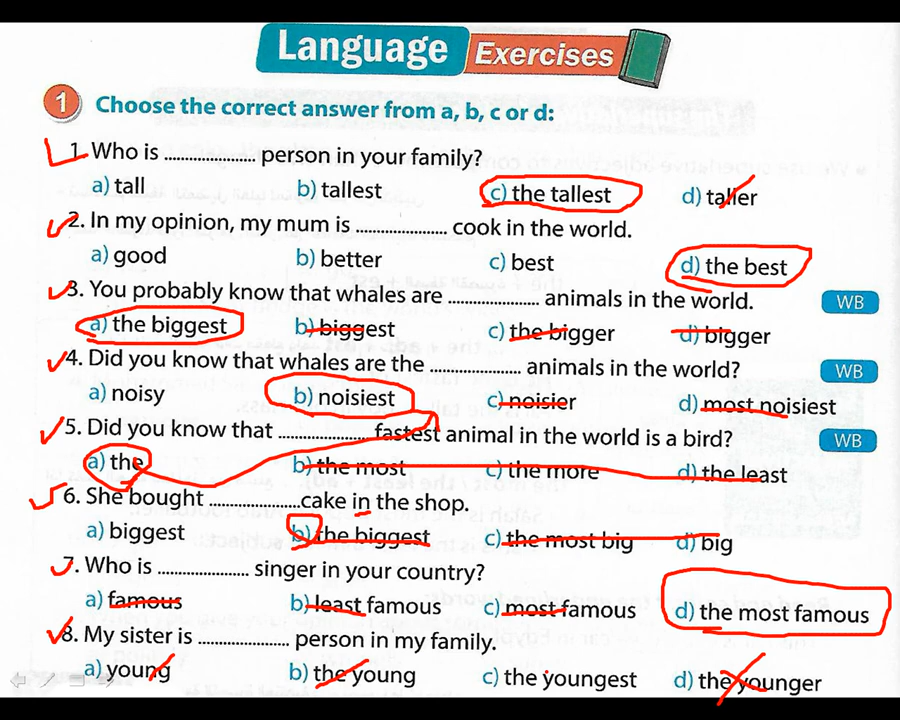 Language Exercises
1 Choose the correct answer from a, b, c or d:
1. Who is .................... person in your family?
a) tall b) tallest c) the tallest d) taller
2. In my opinion, my mum is .................... cook in the world.
a) good b) better c) best d) the best
3. You probably know that whales are .................... animals in the world. WB
a) the biggest b) biggest c) the bigger d) bigger
4. Did you know that whales are the .................... animals in the world? WB
a) noisy b) noisiest c) noisier d) most noisiest
5. Did you know that .................... fastest animal in the world is a bird? WB
a) the b) the most c) the more d) the least
6. She bought .................... cake in the shop.
a) biggest b) the biggest c) the most big d) big
7. Who is .................... singer in your country?
a) famous b) least famous c) most famous d) the most famous
8. My sister is .................... person in my family.
a) young b) the young c) the youngest d) the younger